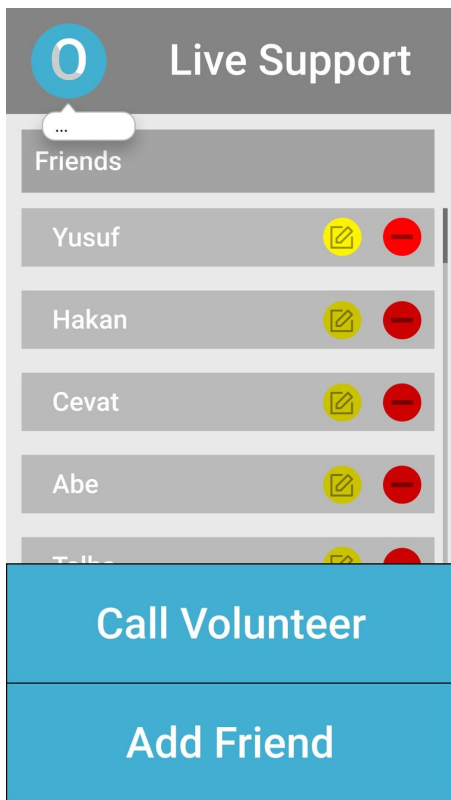 O
Live Support
...
Friends
Yusuf
Hakan
Cevat
Abe
Call Volunteer
Add Friend